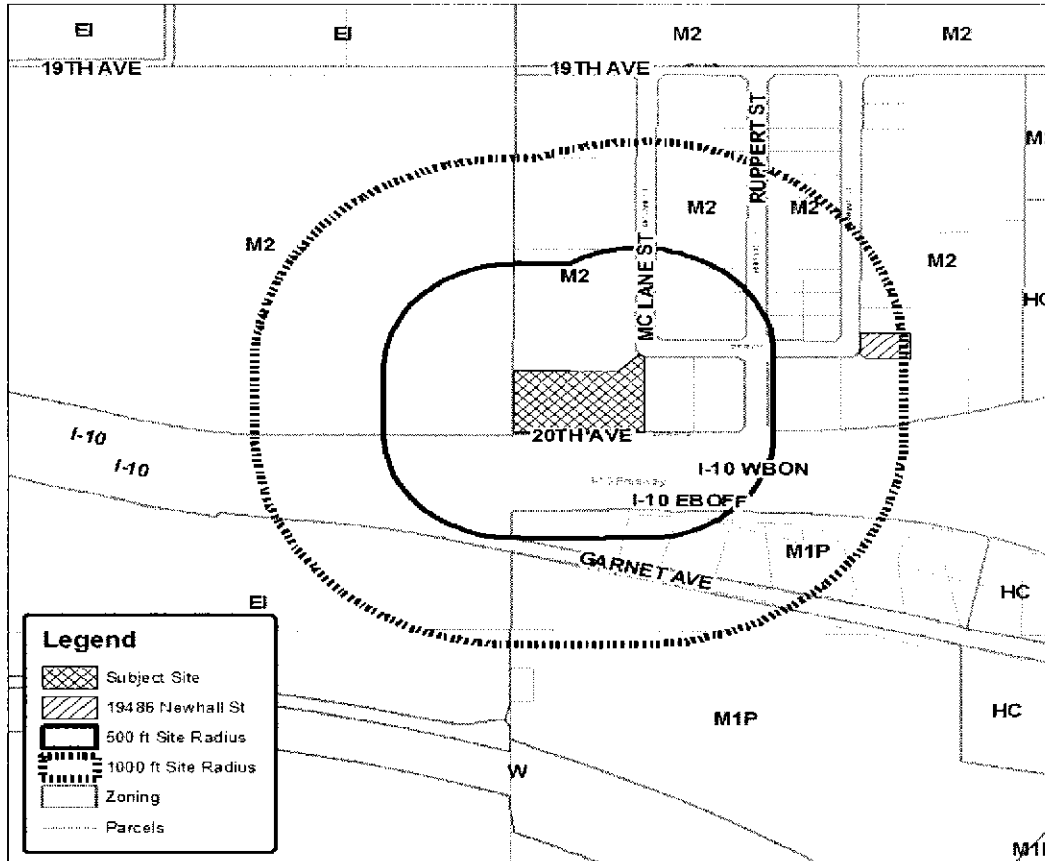 EI
EI
M2
M2
19TH AVE
19TH AVE
RUPPERT ST
M2
M2
M2
M2
M2
MC LANE ST
HC
20TH AVE
I-10
I-10
I-10 WBON
I-10 Freeway
I-10 EB OFF
M1P
GARNET AVE
HC
EI
Legend
Subject Site
19486 Newhall St
500 ft Site Radius
1000 ft Site Radius
Zoning
Parcels
M1P
HC
W